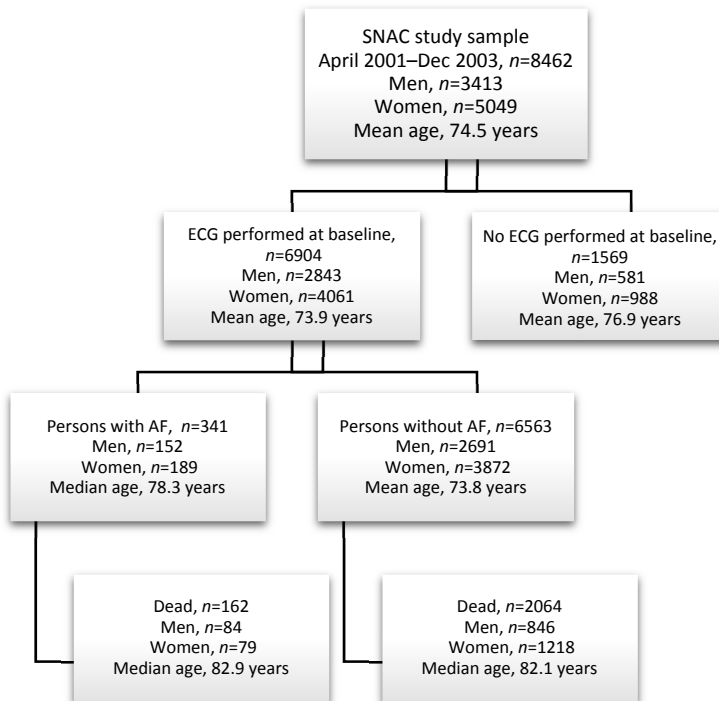 SNAC study sample
April 2001–Dec 2003, n=8462
Men, n=3413
Women, n=5049
Mean age, 74.5 years
ECG performed at baseline,
n=6904
Men, n=2843
Women, n=4061
Mean age, 73.9 years
No ECG performed at baseline,
n=1569
Men, n=581
Women, n=988
Mean age, 76.9 years
Persons with AF, n=341
Men, n=152
Women, n=189
Median age, 78.3 years
Persons without AF, n=6563
Men, n=2691
Women, n=3872
Mean age, 73.8 years
Dead, n=162
Men, n=84
Women, n=79
Median age, 82.9 years
Dead, n=2064
Men, n=846
Women, n=1218
Median age, 82.1 years